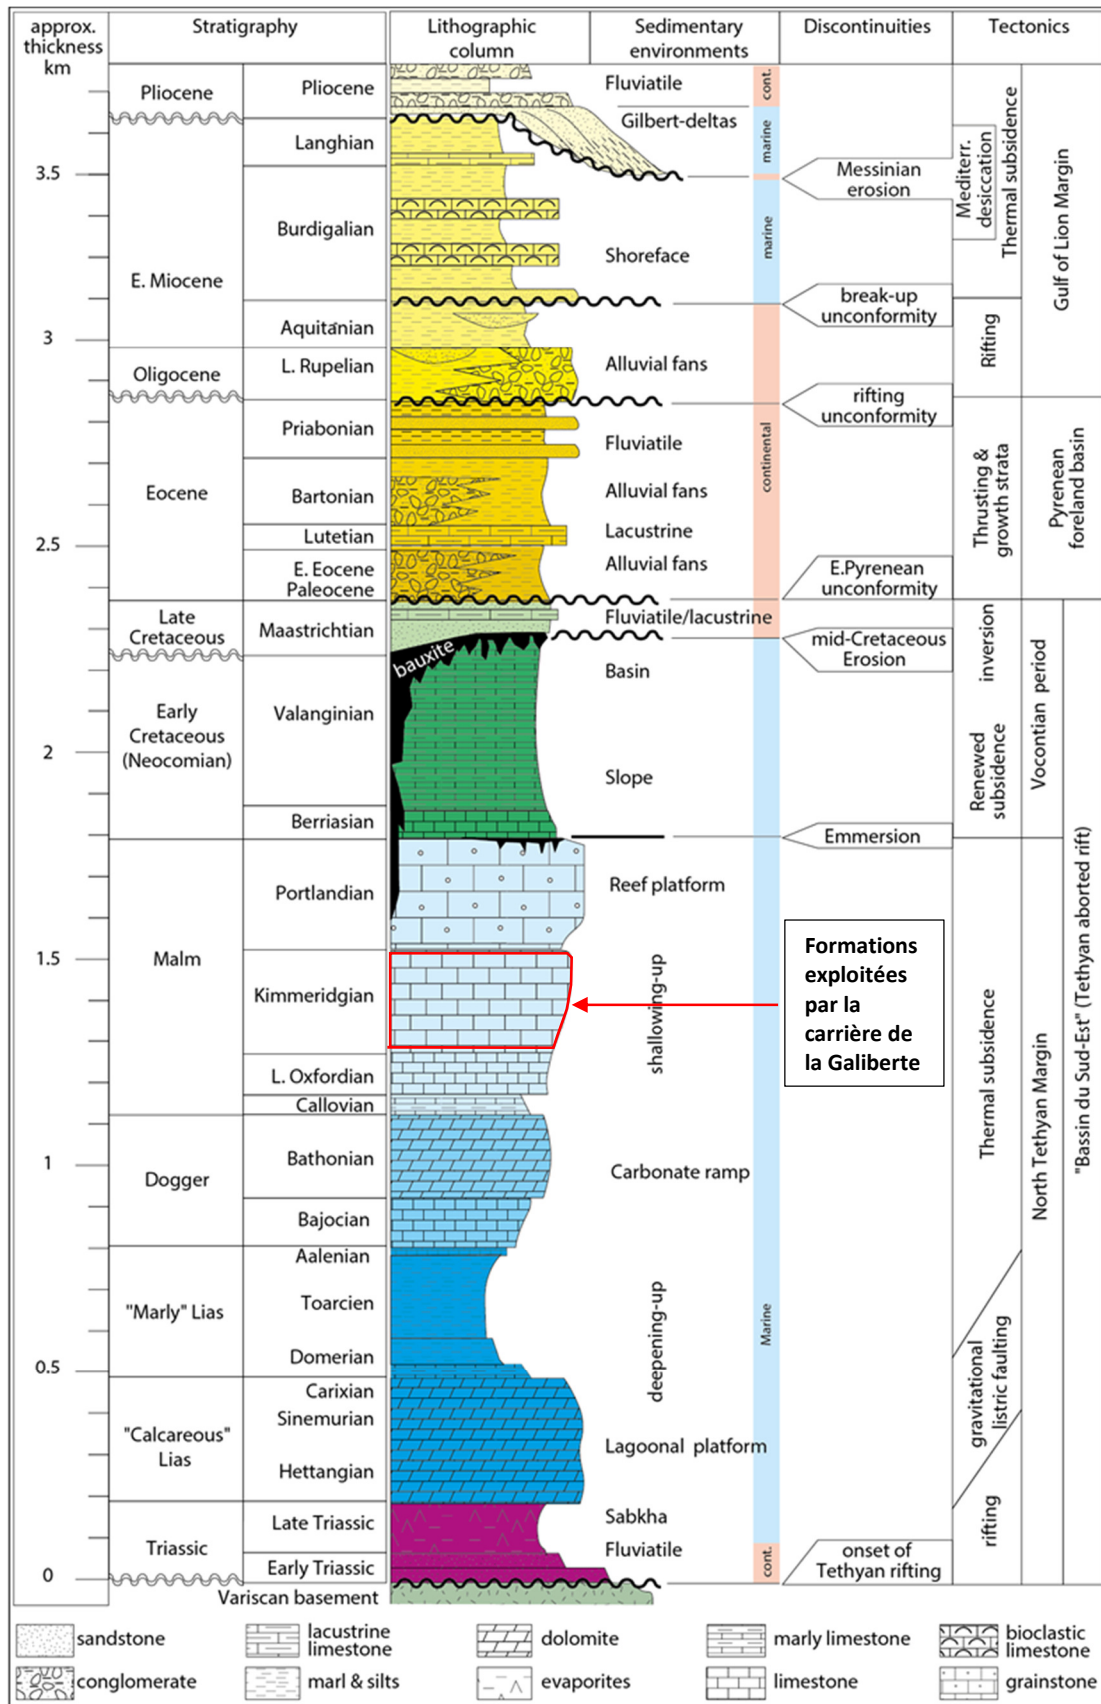 approx.
thickness
km
Stratigraphy
Lithographic
column
Sedimentary
environments
Discontinuities
Tectonics
Pliocene
Pliocene
Fluviatile
cont.
Gilbert-deltas
marine
Langhian
3.5
Messinian
erosion
Mediterr.
desiccation
Thermal subsidence
Gulf of Lion Margin
Burdigalian
marine
Shoreface
E. Miocene
break-up
unconformity
Aquitanian
3
Rifting
L. Rupelian
Oligocene
Alluvial fans
rifting
unconformity
Priabonian
Fluviatile
continental
Eocene
Bartonian
Alluvial fans
Thrusting &
growth strata
Pyrenean
foreland basin
Lutetian
Lacustrine
2.5
E. Eocene
Paleocene
Alluvial fans
E.Pyrenean
unconformity
Late
Cretaceous
Maastrichtian
Fluviatile/lacustrine
mid-Cretaceous
Erosion
inversion
bauxite
Basin
Early
Cretaceous
(Neocomian)
Valanginian
2
Slope
Renewed
subsidence
Vocontian period
Berriasian
Emmersion
Portlandian
Reef platform
Malm
1.5
Kimmeridgian
shallowing-up
Formations
exploitées
par la
carrière de
la Galiberte
L. Oxfordian
Callovian
Thermal subsidence
North Tethyan Margin
"Bassin du Sud-Est" (Tethyan aborted rift)
1
Dogger
Bathonian
Carbonate ramp
Bajocian
Aalenian
"Marly" Lias
Toarcien
deepening-up
Marine
Domerian
0.5
Carixian
Sinemurian
gravitational
listric faulting
"Calcareous"
Lias
Lagoonal platform
Hettangian
Late Triassic
Sabkha
rifting
Triassic
Fluviatile
Early Triassic
cont.
onset of
Tethyan rifting
0
Variscan basement
sandstone
lacustrine
limestone
dolomite
marly limestone
bioclastic
limestone
conglomerate
marl & silts
evaporites
limestone
grainstone